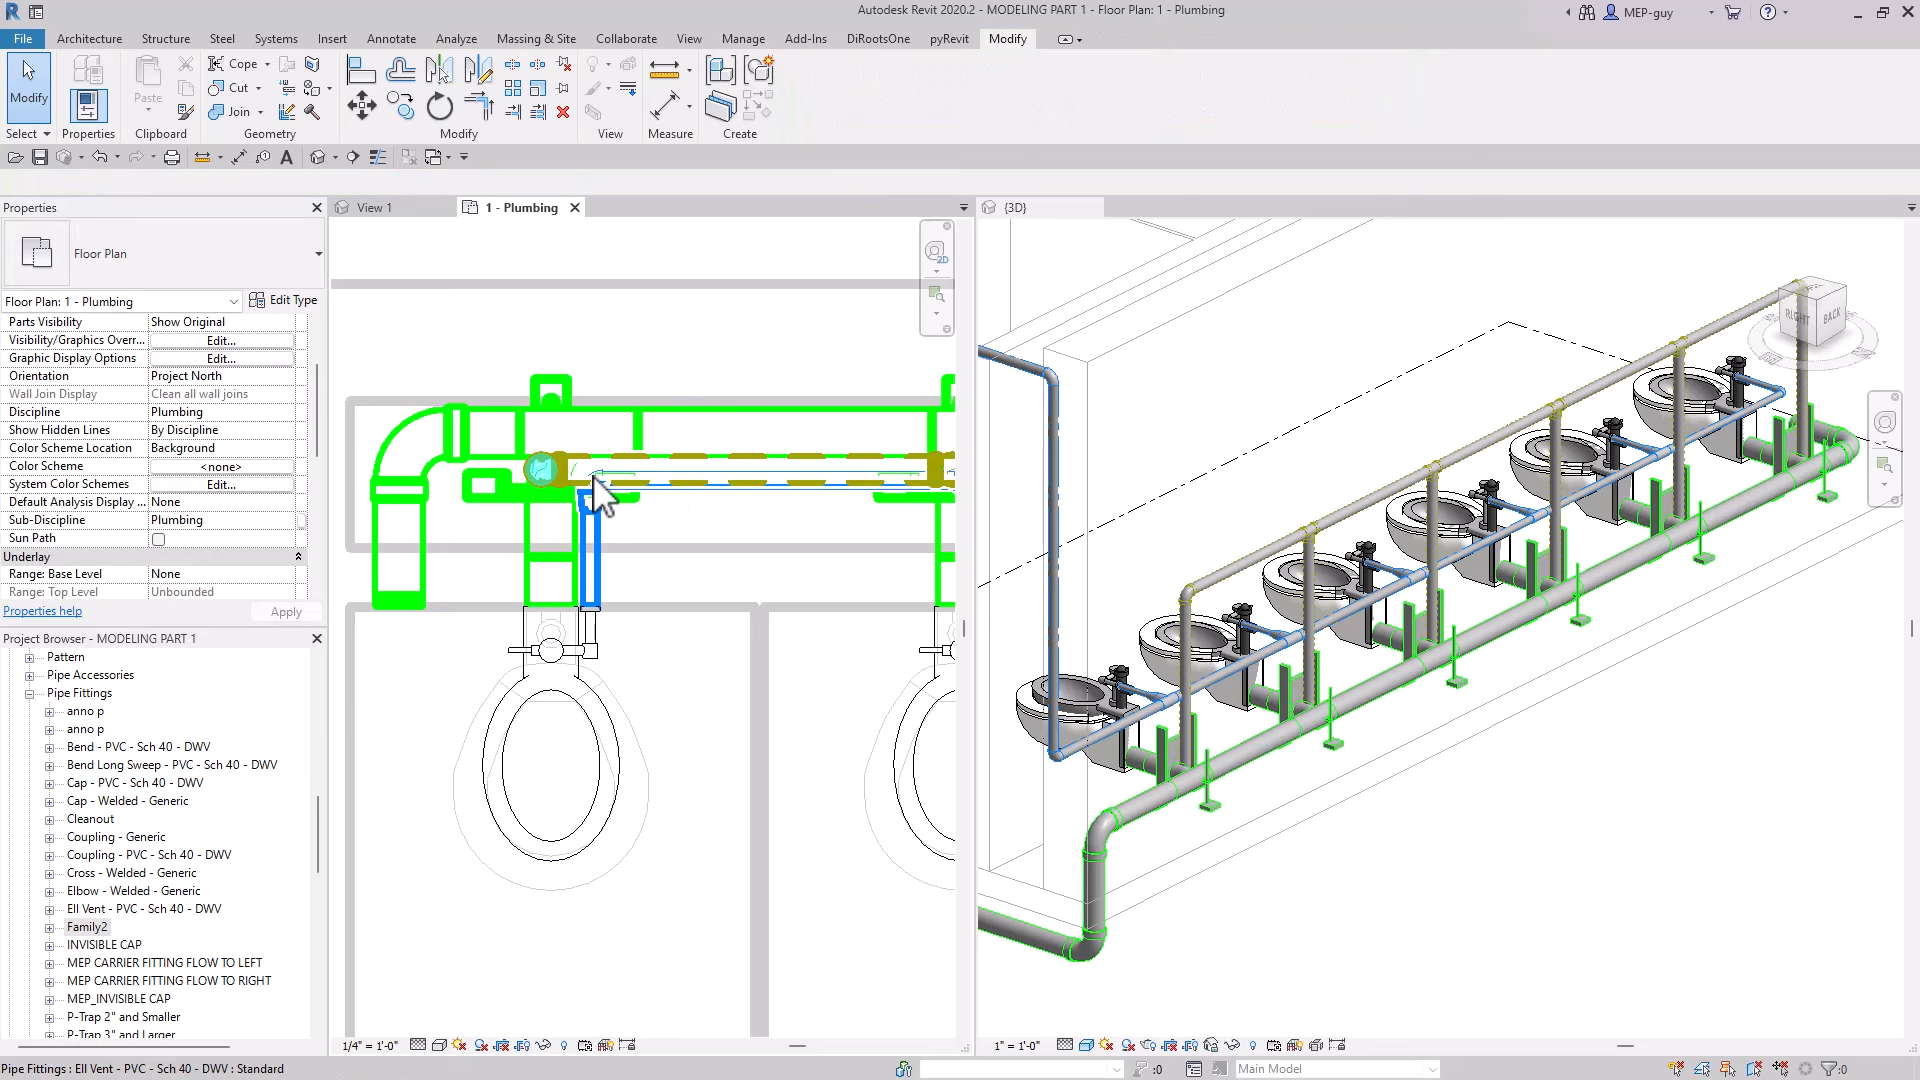 Autodesk Revit 2020.2 - MODELING PART 1 - Floor Plan: 1 - Plumbing
MEP-guy
File
Architecture
Structure
Steel
Systems
Insert
Annotate
Analyze
Massing & Site
Collaborate
View
Manage
Add-Ins
DiRootsOne
pyRevit
Modify
Modify
Paste
Cope
Cut
Join
Select
Properties
Clipboard
Geometry
Modify
View
Measure
Create
Properties
View 1
1 - Plumbing
{3D}
Floor Plan
Floor Plan: 1 - Plumbing
Edit Type
Parts Visibility Show Original
Visibility/Graphics Overr... Edit...
Graphic Display Options Edit...
Orientation Project North
Wall Join Display Clean all wall joins
Discipline Plumbing
Show Hidden Lines By Discipline
Color Scheme Location Background
Color Scheme <none>
System Color Schemes Edit...
Default Analysis Display ... None
Sub-Discipline Plumbing
Sun Path
Underlay
Range: Base Level None
Range: Top Level Unbounded
Properties help
Apply
Project Browser - MODELING PART 1
Pattern
Pipe Accessories
Pipe Fittings
anno p
anno p
Bend - PVC - Sch 40 - DWV
Bend Long Sweep - PVC - Sch 40 - DWV
Cap - PVC - Sch 40 - DWV
Cap - Welded - Generic
Cleanout
Coupling - Generic
Coupling - PVC - Sch 40 - DWV
Cross - Welded - Generic
Elbow - Welded - Generic
Ell Vent - PVC - Sch 40 - DWV
Family2
INVISIBLE CAP
MEP CARRIER FITTING FLOW TO LEFT
MEP CARRIER FITTING FLOW TO RIGHT
MEP_INVISIBLE CAP
P-Trap 2" and Smaller
P-Trap 3" and Larger
2D
RIGHT
BACK
1/4" = 1'-0"
1" = 1'-0"
Pipe Fittings : Ell Vent - PVC - Sch 40 - DWV : Standard
:0
Main Model
:0